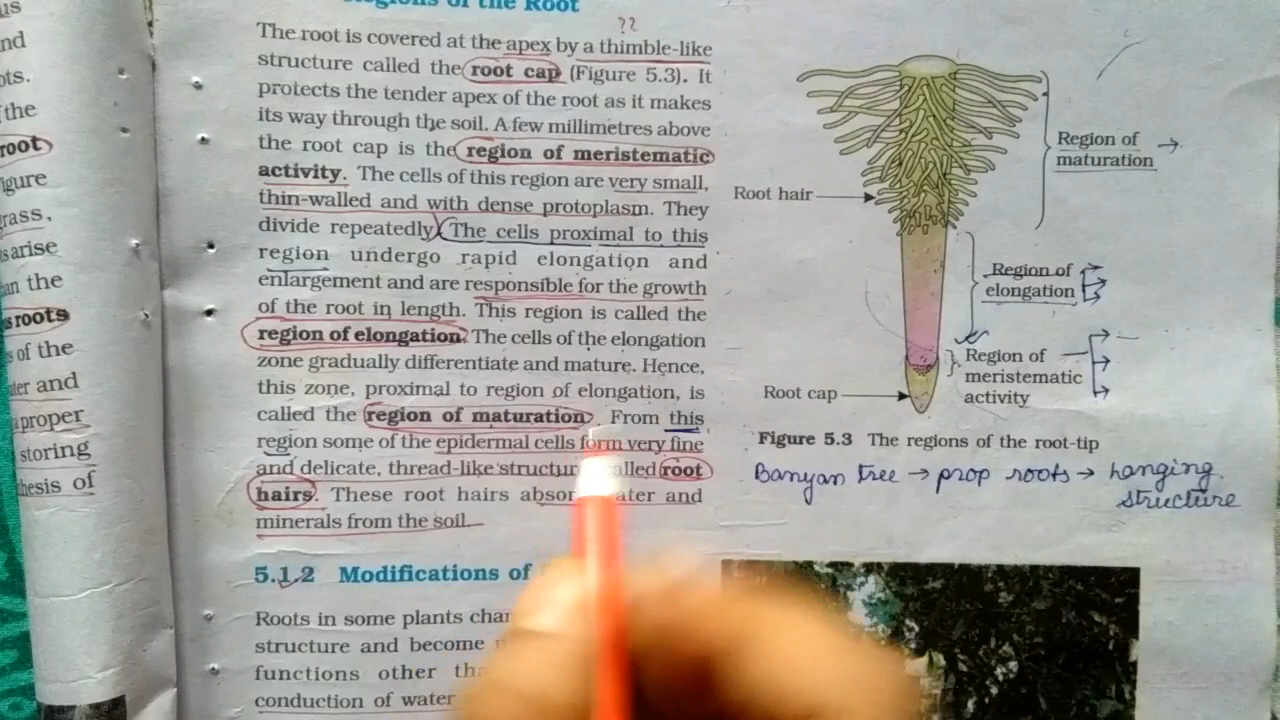 us
nd
ots.
the
root
igure
rass,
s arise
an the
s roots
s of the
ter and
proper
storing
hesis of
Regions of the Root
??
The root is covered at the apex by a thimble-like
structure called the root cap (Figure 5.3). It
protects the tender apex of the root as it makes
its way through the soil. A few millimetres above
the root cap is the region of meristematic
activity. The cells of this region are very small,
thin-walled and with dense protoplasm. They
divide repeatedly. The cells proximal to this
region undergo rapid elongation and
enlargement and are responsible for the growth
of the root in length. This region is called the
region of elongation. The cells of the elongation
zone gradually differentiate and mature. Hence,
this zone, proximal to region of elongation, is
called the region of maturation. From this
region some of the epidermal cells form very fine
and delicate, thread-like structur alled root
hairs. These root hairs absor ater and
minerals from the soil.
5.1.2 Modifications of
Roots in some plants chan
structure and become
functions other tha
conduction of water
Region of
maturation
Root hair
Region of
elongation
Region of
meristematic
activity
Root cap
Figure 5.3 The regions of the root-tip
Banyan tree → prop roots → hanging
structure